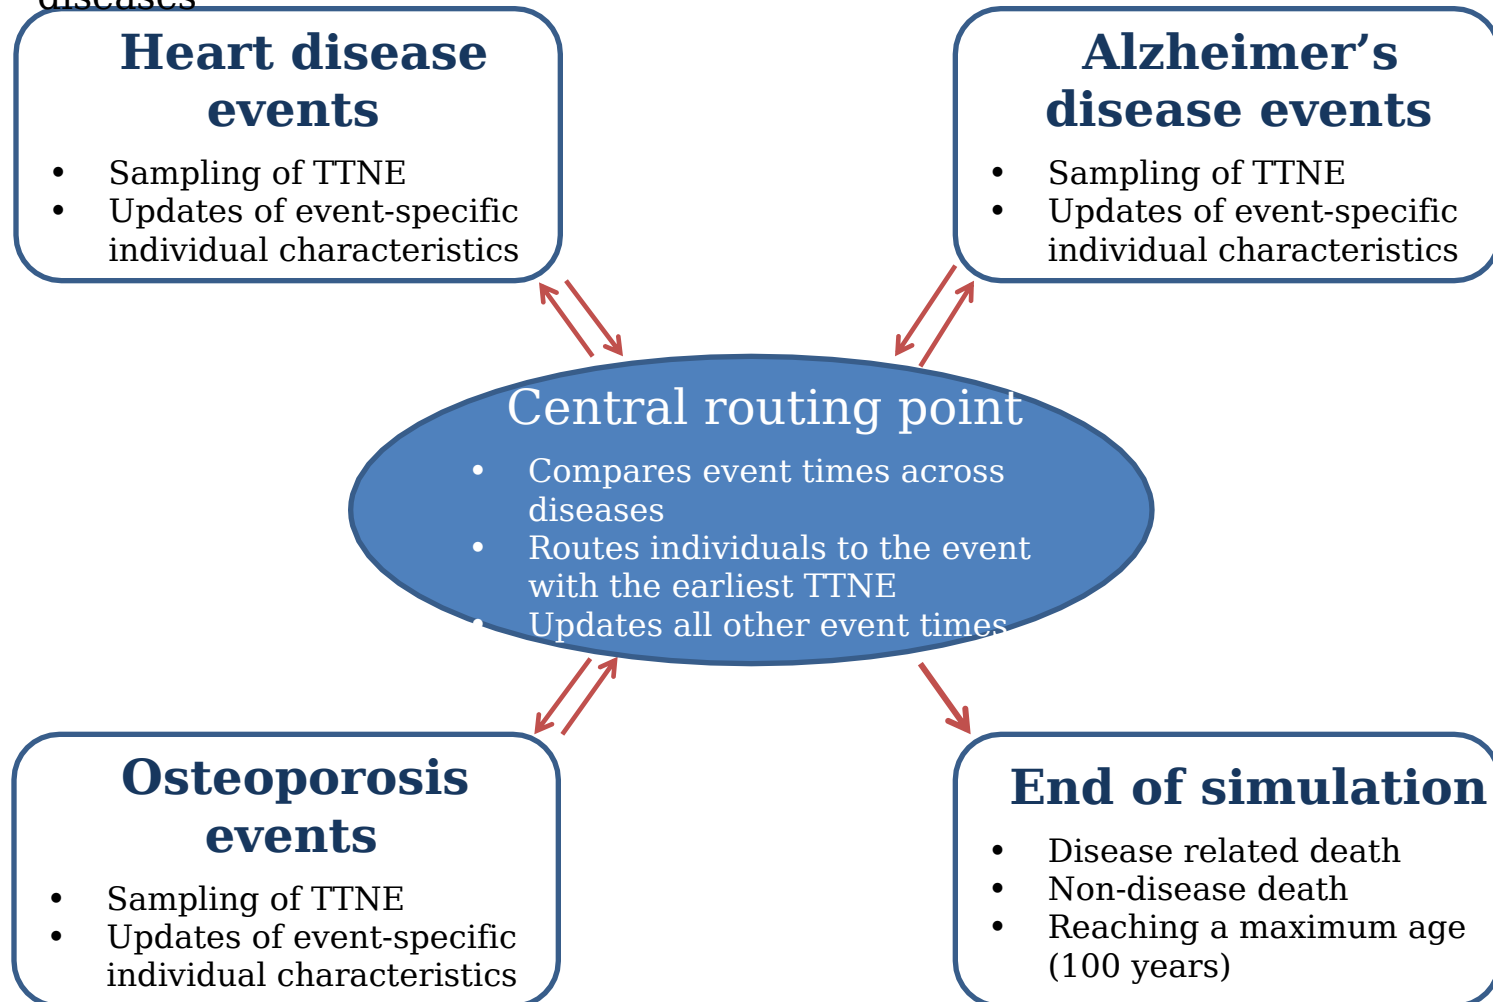 diseases
Heart disease
events
• Sampling of TTNE
• Updates of event-specific
individual characteristics
Alzheimer’s
disease events
• Sampling of TTNE
• Updates of event-specific
individual characteristics
Central routing point
• Compares event times across
diseases
• Routes individuals to the event
with the earliest TTNE
• Updates all other event times
Osteoporosis
events
• Sampling of TTNE
• Updates of event-specific
individual characteristics
End of simulation
• Disease related death
• Non-disease death
• Reaching a maximum age
(100 years)